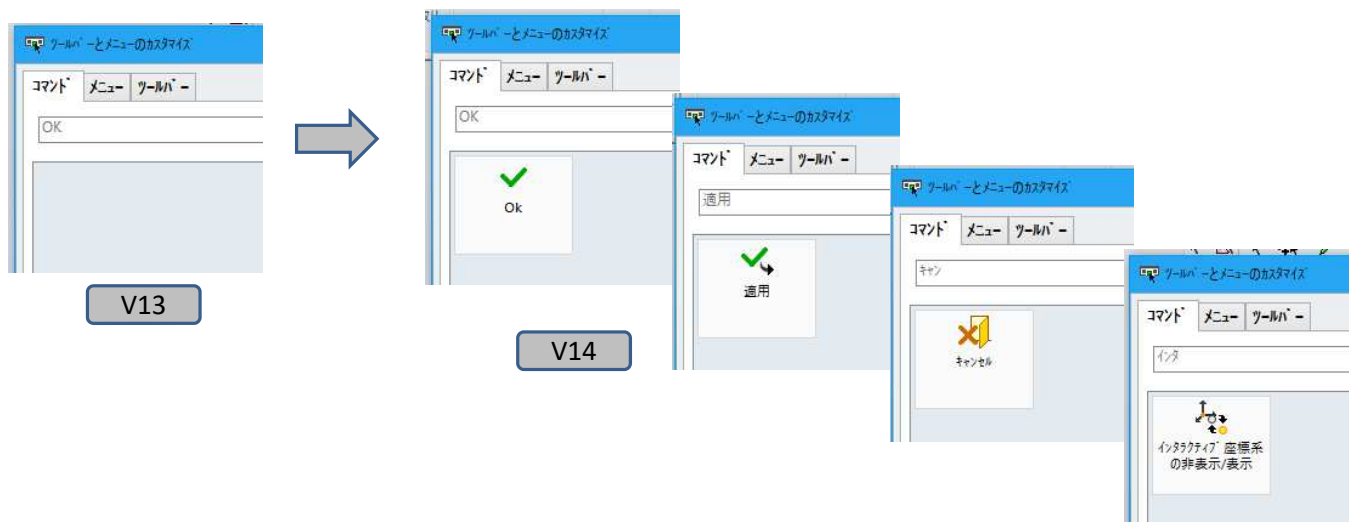 ﾂｰﾙﾊﾞｰとﾒﾆｭｰのｶｽﾀﾏｲｽﾞ
ｺﾏﾝﾄﾞ ﾒﾆｭｰ ﾂｰﾙﾊﾞｰ
OK
V13
ﾂｰﾙﾊﾞｰとﾒﾆｭｰのｶｽﾀﾏｲｽﾞ
ｺﾏﾝﾄﾞ ﾒﾆｭｰ ﾂｰﾙﾊﾞｰ
OK
Ok
V14
ﾂｰﾙﾊﾞｰとﾒﾆｭｰのｶｽﾀﾏｲｽﾞ
ｺﾏﾝﾄﾞ ﾒﾆｭｰ ﾂｰﾙﾊﾞｰ
適用
適用
ﾂｰﾙﾊﾞｰとﾒﾆｭｰのｶｽﾀﾏｲｽﾞ
ｺﾏﾝﾄﾞ ﾒﾆｭｰ ﾂｰﾙﾊﾞｰ
ｷｬﾝ
ｷｬﾝｾﾙ
ﾂｰﾙﾊﾞｰとﾒﾆｭｰのｶｽﾀﾏｲｽﾞ
ｺﾏﾝﾄﾞ ﾒﾆｭｰ ﾂｰﾙﾊﾞｰ
ｲﾝﾀ
ｲﾝﾀﾗｸﾃｨﾌﾞ 座標系
の非表示/表示